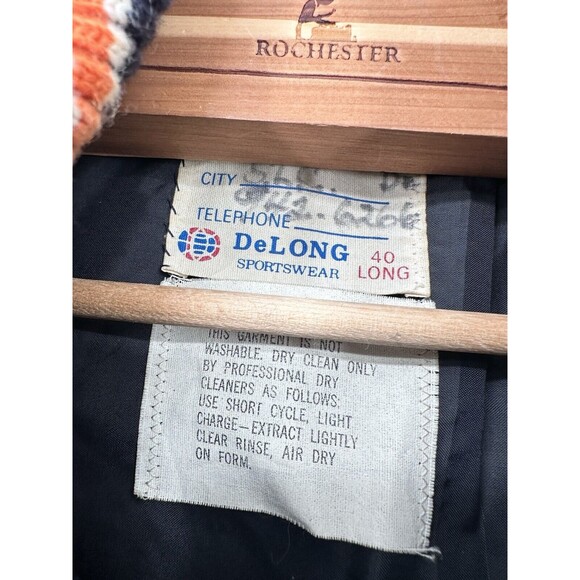 ROCHESTER
CITY
TELEPHONE
DeLONG
SPORTSWEAR
40
LONG
THIS GARMENT IS NOT
WASHABLE. DRY CLEAN ONLY
BY PROFESSIONAL DRY
CLEANERS AS FOLLOWS:
USE SHORT CYCLE, LIGHT
CHARGE—EXTRACT LIGHTLY
CLEAR RINSE, AIR DRY
ON FORM.